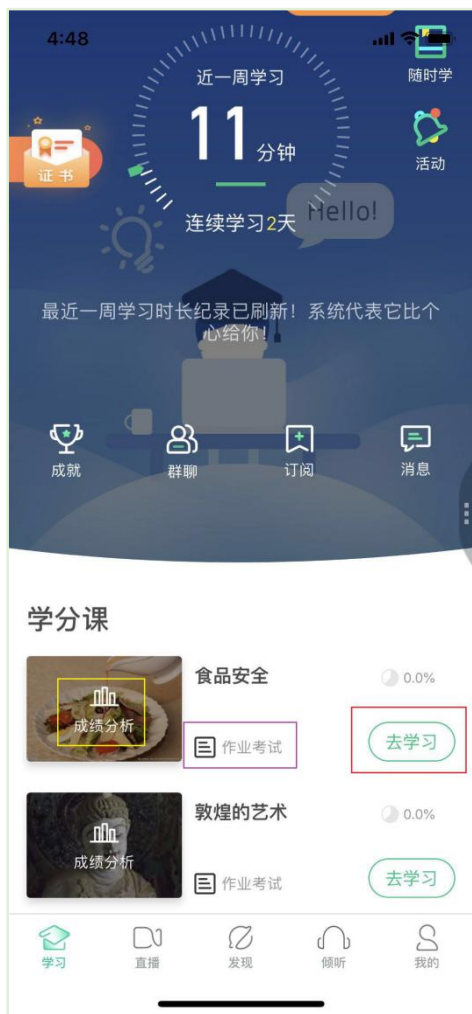 4:48
随时学
近一周学习
11 分钟
证书
活动
连续学习2天
Hello!
最近一周学习时长纪录已刷新！系统代表它比个
心给你！
成就
群聊
订阅
消息
学分课
食品安全
0.0%
成绩分析
作业考试
去学习
敦煌的艺术
0.0%
成绩分析
作业考试
去学习
学习
直播
发现
倾听
我的